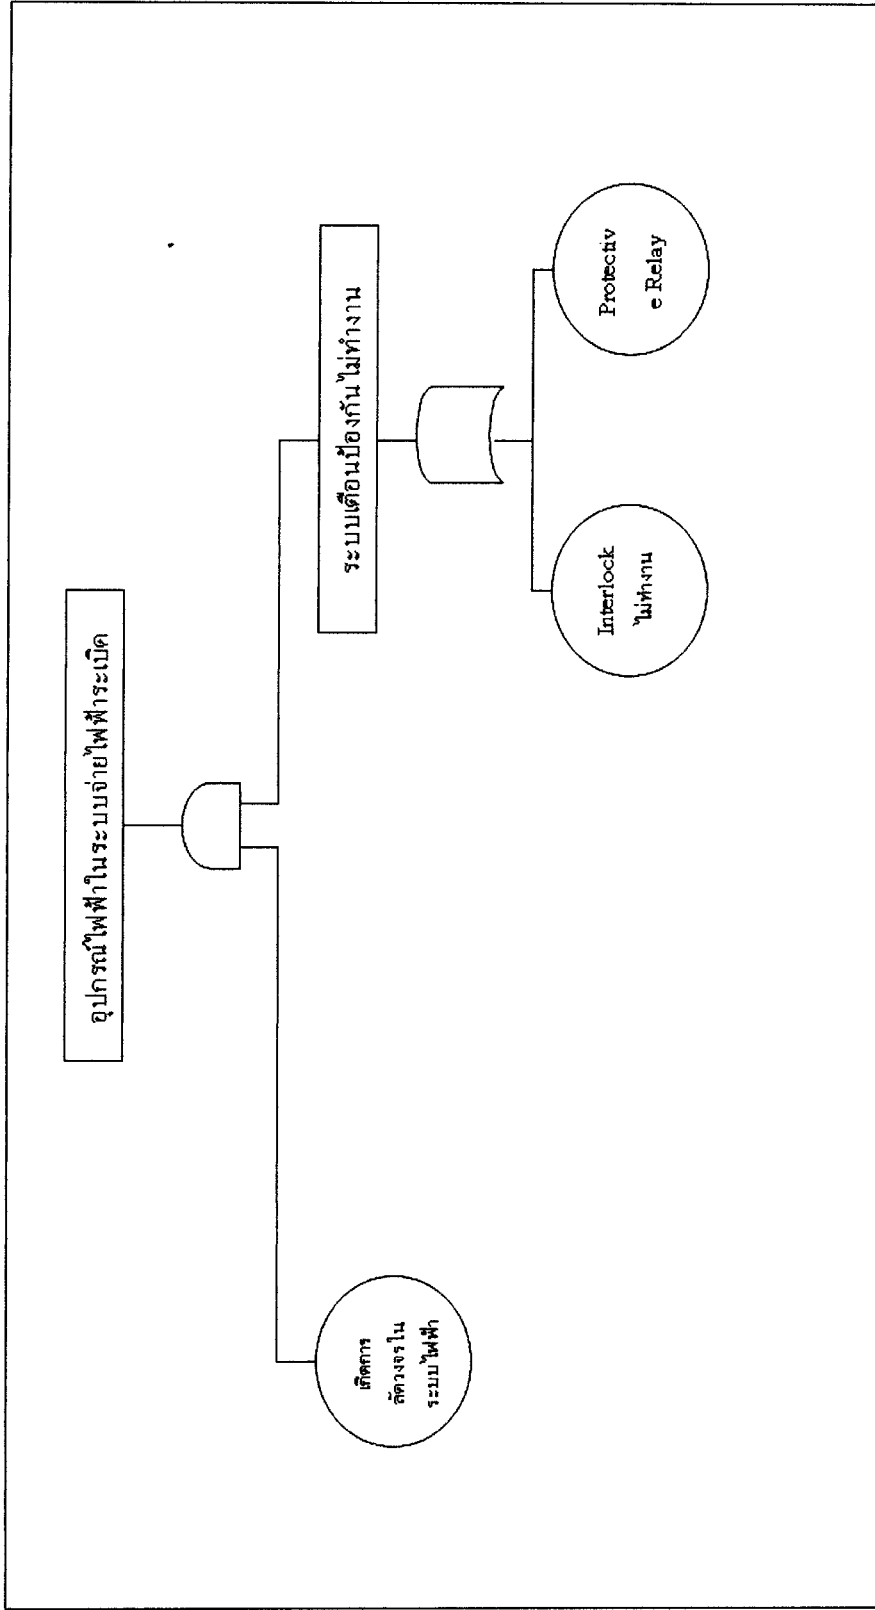 อุปกรณ์ไฟฟ้าในระบบจ่ายไฟฟ้าระเบิด
เกิดการ
ลัดวงจรใน
ระบบไฟฟ้า
ระบบเตือนป้องกันไม่ทำงาน
Interlock
ไม่ทำงาน
Protectiv
e Relay